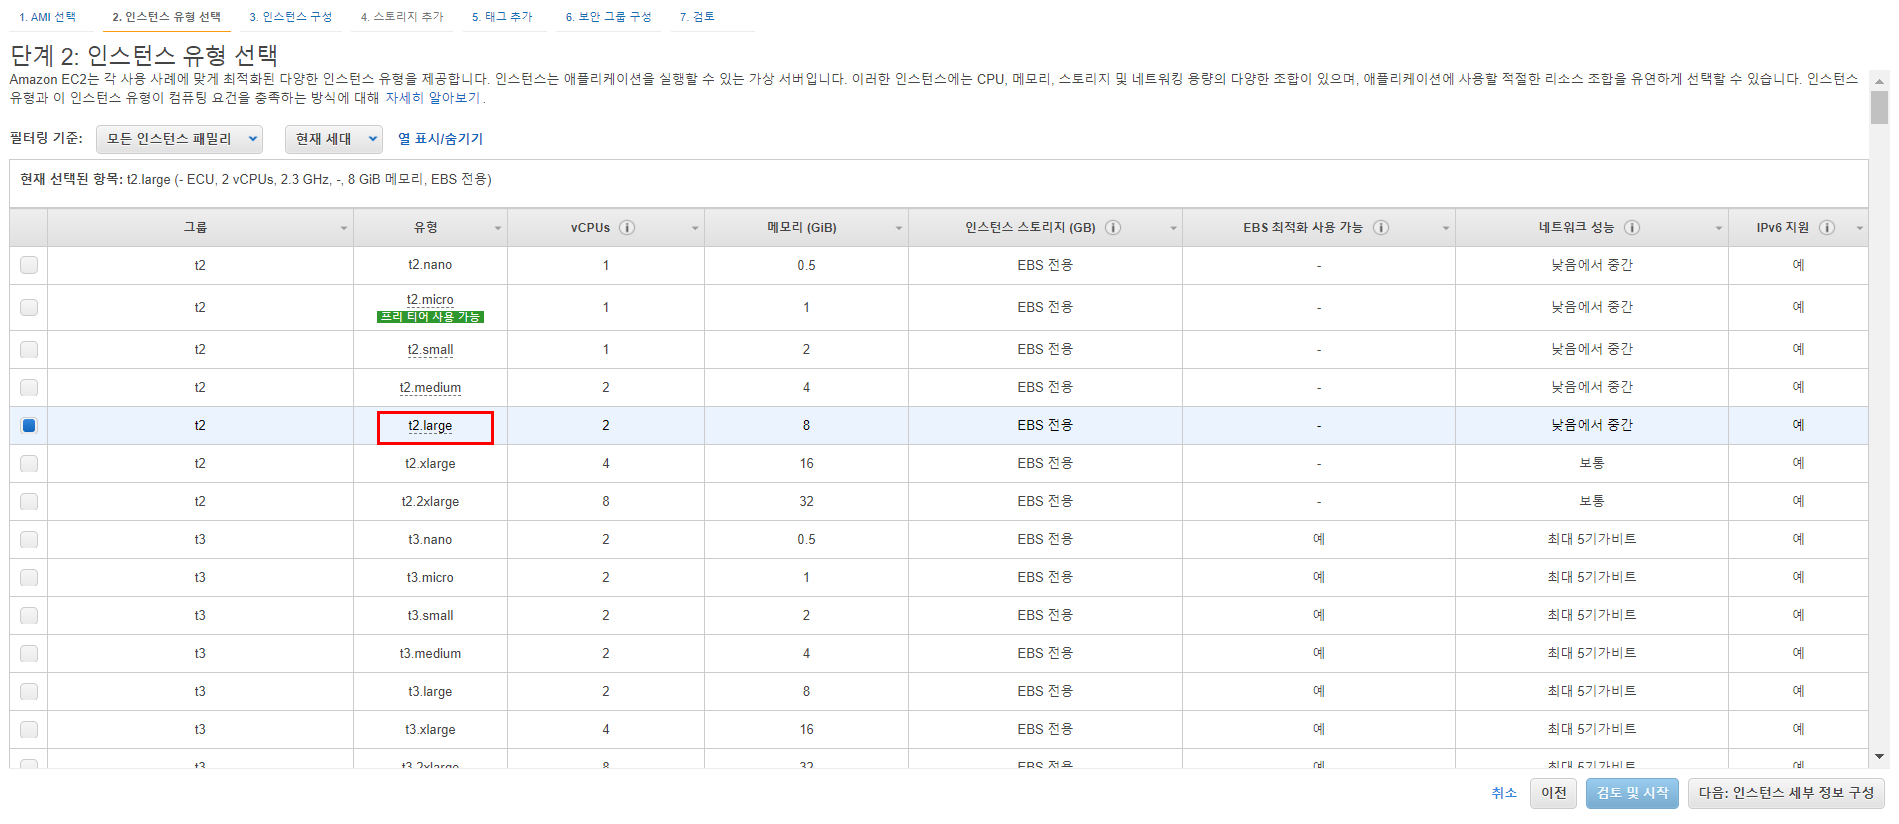 1. AMI 선택 2. 인스턴스 유형 선택 3. 인스턴스 구성 4. 스토리지 추가 5. 태그 추가 6. 보안 그룹 구성 7. 검토
단계 2: 인스턴스 유형 선택
Amazon EC2는 각 사용 사례에 맞게 최적화된 다양한 인스턴스 유형을 제공합니다. 인스턴스는 애플리케이션을 실행할 수 있는 가상 서버입니다. 이러한 인스턴스에는 CPU, 메모리, 스토리지 및 네트워킹 용량의 다양한 조합이 있으며, 애플리케이션에 사용할 적절한 리소스 조합을 유연하게 선택할 수 있습니다. 인스턴스
유형과 이 인스턴스 유형이 컴퓨팅 요건을 충족하는 방식에 대해 자세히 알아보기.
필터링 기준: 모든 인스턴스 패밀리 현재 세대 열 표시/숨기기
현재 선택된 항목: t2.large (- ECU, 2 vCPUs, 2.3 GHz, -, 8 GiB 메모리, EBS 전용)
그룹 유형 vCPUs 메모리 (GiB) 인스턴스 스토리지 (GB) EBS 최적화 사용 가능 네트워크 성능 IPv6 지원
t2 t2.nano 1 0.5 EBS 전용 - 낮음에서 중간 예
t2 t2.micro 1 1 EBS 전용 - 낮음에서 중간 예
프리 티어 사용 가능
t2 t2.small 1 2 EBS 전용 - 낮음에서 중간 예
t2 t2.medium 2 4 EBS 전용 - 낮음에서 중간 예
t2 t2.large 2 8 EBS 전용 - 낮음에서 중간 예
t2 t2.xlarge 4 16 EBS 전용 - 보통 예
t2 t2.2xlarge 8 32 EBS 전용 - 보통 예
t3 t3.nano 2 0.5 EBS 전용 예 최대 5기가비트 예
t3 t3.micro 2 1 EBS 전용 예 최대 5기가비트 예
t3 t3.small 2 2 EBS 전용 예 최대 5기가비트 예
t3 t3.medium 2 4 EBS 전용 예 최대 5기가비트 예
t3 t3.large 2 8 EBS 전용 예 최대 5기가비트 예
t3 t3.xlarge 4 16 EBS 전용 예 최대 5기가비트 예
t3 t3.2xlarge 8 32 EBS 전용 예 최대 5기가비트 예
취소 이전 검토 및 시작 다음: 인스턴스 세부 정보 구성